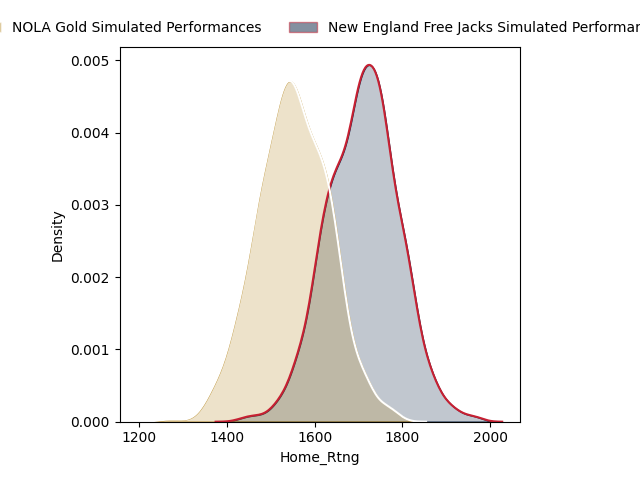 NOLA Gold Simulated Performances
New England Free Jacks Simulated
0.005
0.004
0.003
0.002
0.001
0.000
Density
1200 1400 1600 1800 2000
Home_Rtng